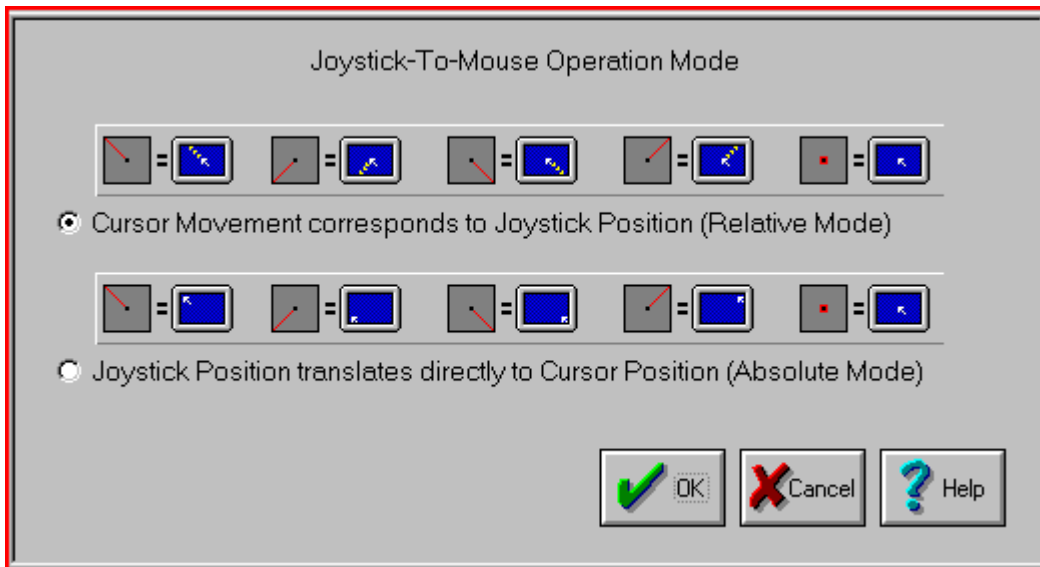 Joystick-To-Mouse Operation Mode
= = = = =
Cursor Movement corresponds to Joystick Position (Relative Mode)
= = = = =
Joystick Position translates directly to Cursor Position (Absolute Mode)
OK Cancel ? Help